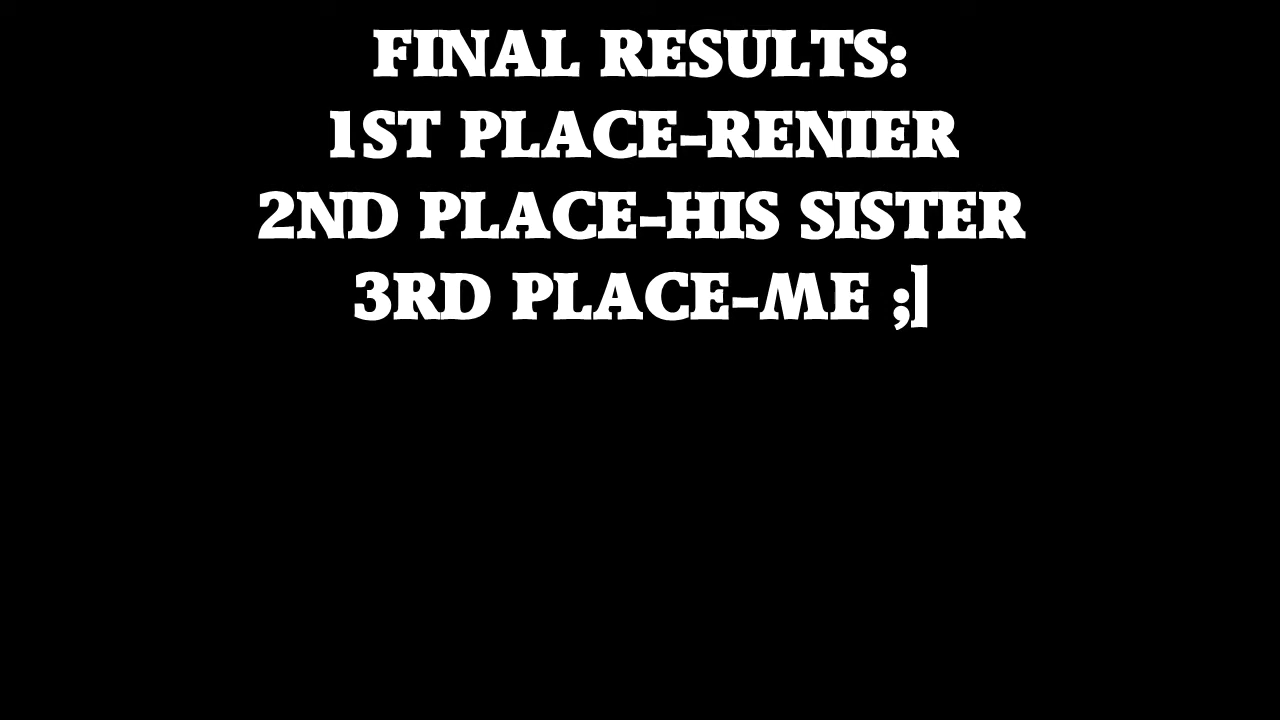 FINAL RESULTS:
1ST PLACE-RENIER
2ND PLACE-HIS SISTER
3RD PLACE-ME ;]